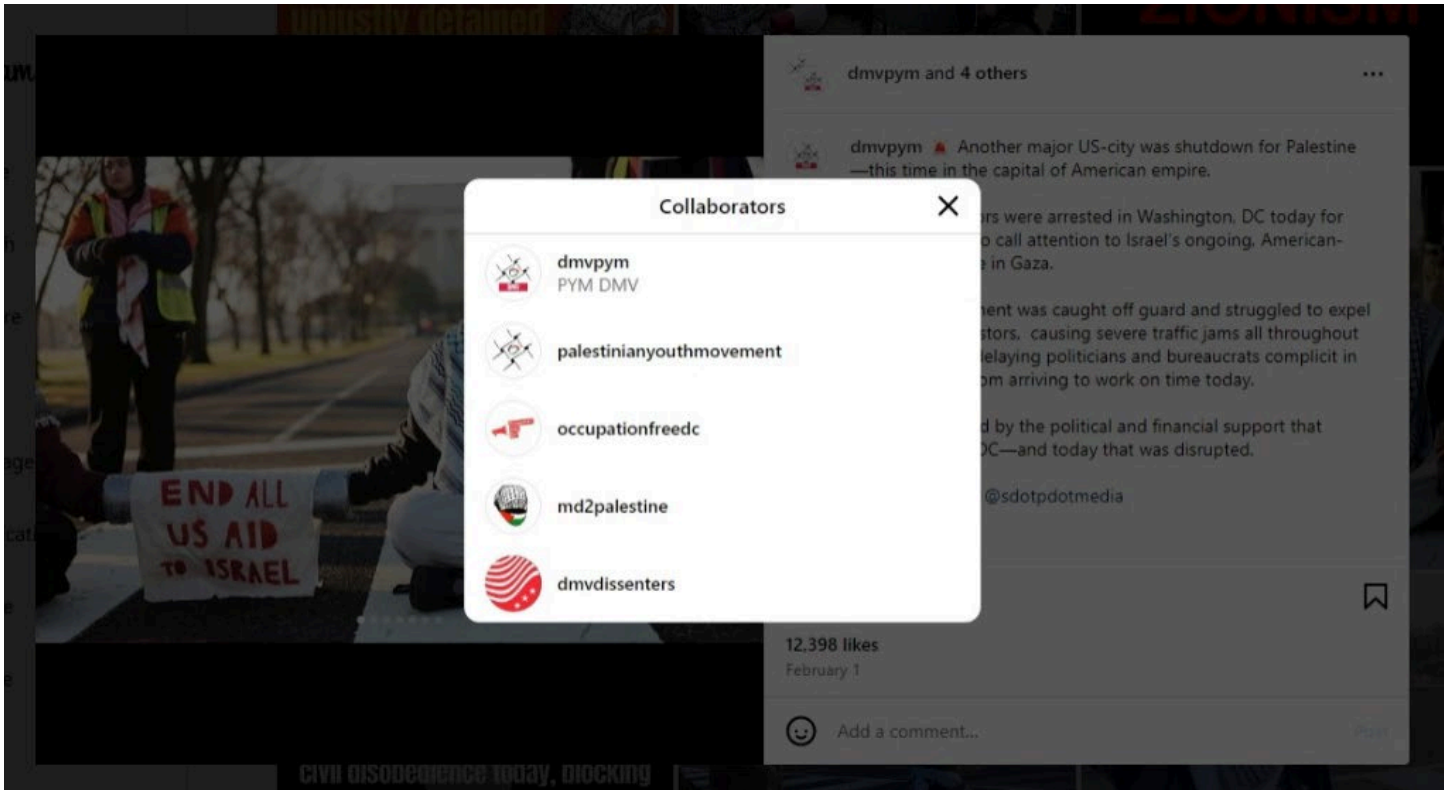 unjustly detained
ZIONISM
dmvpym and 4 others
dmvpym 🚨 Another major US-city was shutdown for Palestine
—this time in the capital of American empire.
rs were arrested in Washington, DC today for
o call attention to Israel's ongoing, American-
e in Gaza.
ent was caught off guard and struggled to expel
stors, causing severe traffic jams all throughout
elaying politicians and bureaucrats complicit in
om arriving to work on time today.
d by the political and financial support that
DC—and today that was disrupted.
@sdotpdotmedia
Collaborators
dmvpym
PYM DMV
palestinianyouthmovement
occupationfreedc
md2palestine
dmvdissenters
END ALL
US AID
TO ISRAEL
12,398 likes
February 1
Add a comment...
Post
civil disobedience today, blocking